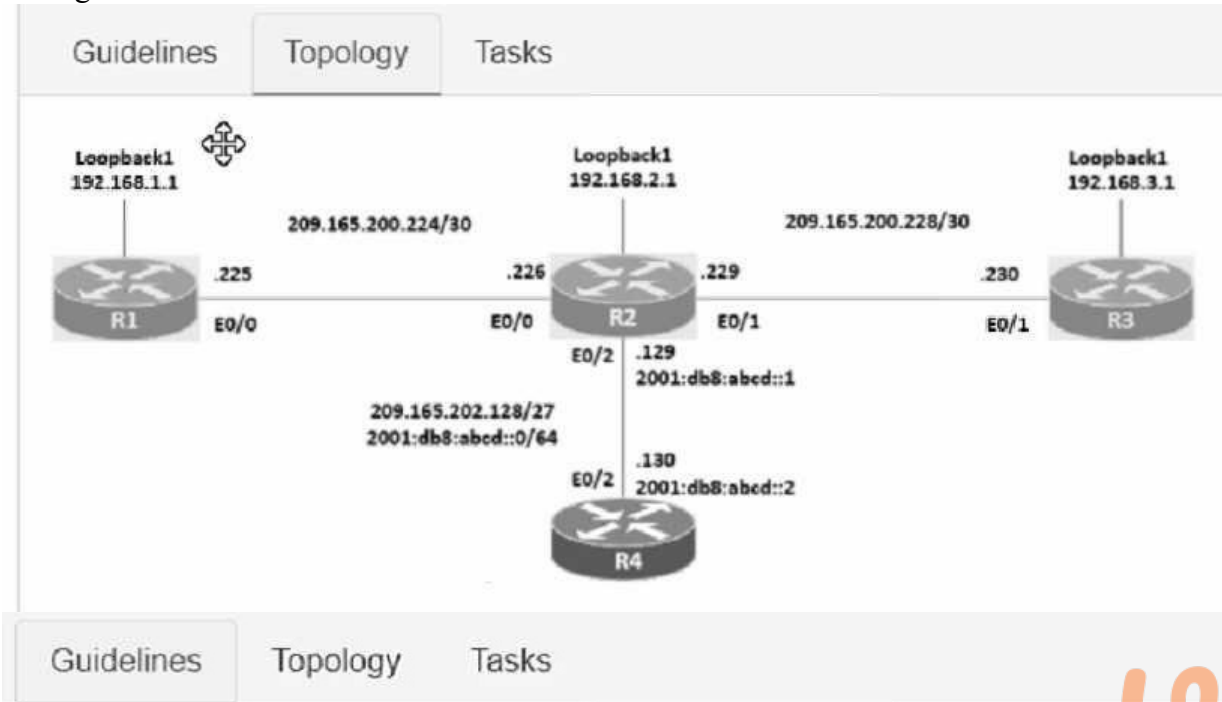 Guidelines Topology Tasks
Loopback1
192.168.1.1
Loopback1
192.168.2.1
Loopback1
192.168.3.1
209.165.200.224/30
209.165.200.228/30
.225
.226
.229
.230
R1
R2
R3
E0/0
E0/0
E0/1
E0/1
E0/2
.129
2001:db8:abcd::1
209.165.202.128/27
2001:db8:abcd::0/64
.130
E0/2
2001:db8:abcd::2
R4
Guidelines Topology Tasks